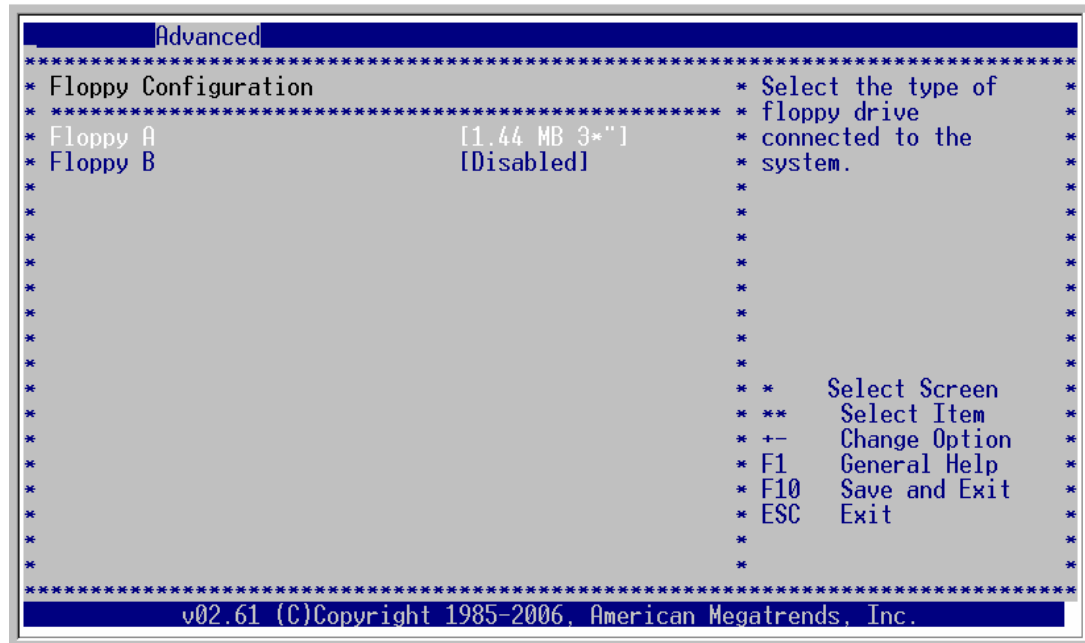 Advanced
Floppy Configuration
Floppy A [1.44 MB 3*"]
Floppy B [Disabled]
Select the type of
floppy drive
connected to the
system.
* Select Screen
** Select Item
+- Change Option
F1 General Help
F10 Save and Exit
ESC Exit
v02.61 (C)Copyright 1985-2006, American Megatrends, Inc.